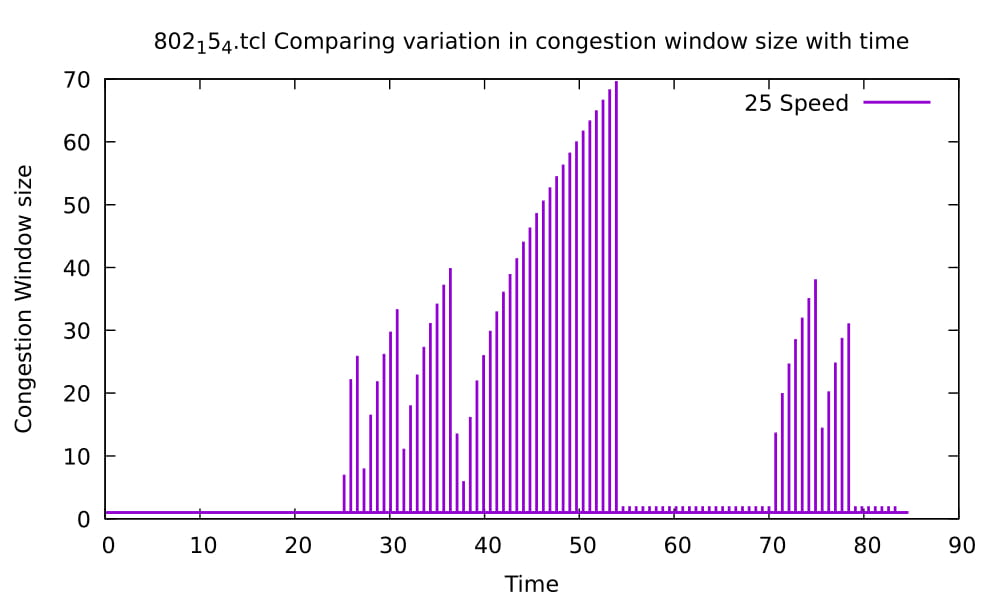 802₁5₄.tcl Comparing variation in congestion window size with time
25 Speed
Congestion Window size
70
60
50
40
30
20
10
0
0 10 20 30 40 50 60 70 80 90
Time